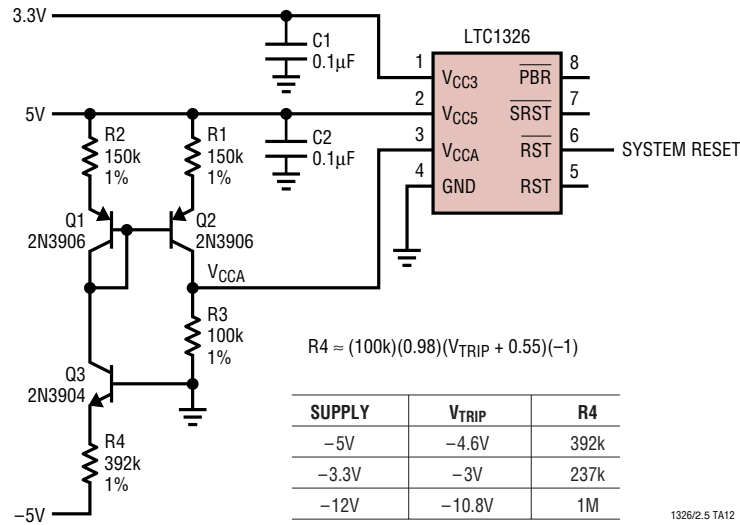 3.3V
C1
0.1µF
LTC1326
1
VCC3
PBR
8
5V
2
VCC5
SRST
7
3
VCCA
RST
6
SYSTEM RESET
4
GND
RST
5
R2
150k
1%
R1
150k
1%
C2
0.1µF
Q1
2N3906
Q2
2N3906
VCCA
R3
100k
1%
Q3
2N3904
R4
392k
1%
–5V
R4 ≈ (100k)(0.98)(VTRIP + 0.55)(–1)
SUPPLY VTRIP R4
–5V –4.6V 392k
–3.3V –3V 237k
–12V –10.8V 1M
1326/2.5 TA12